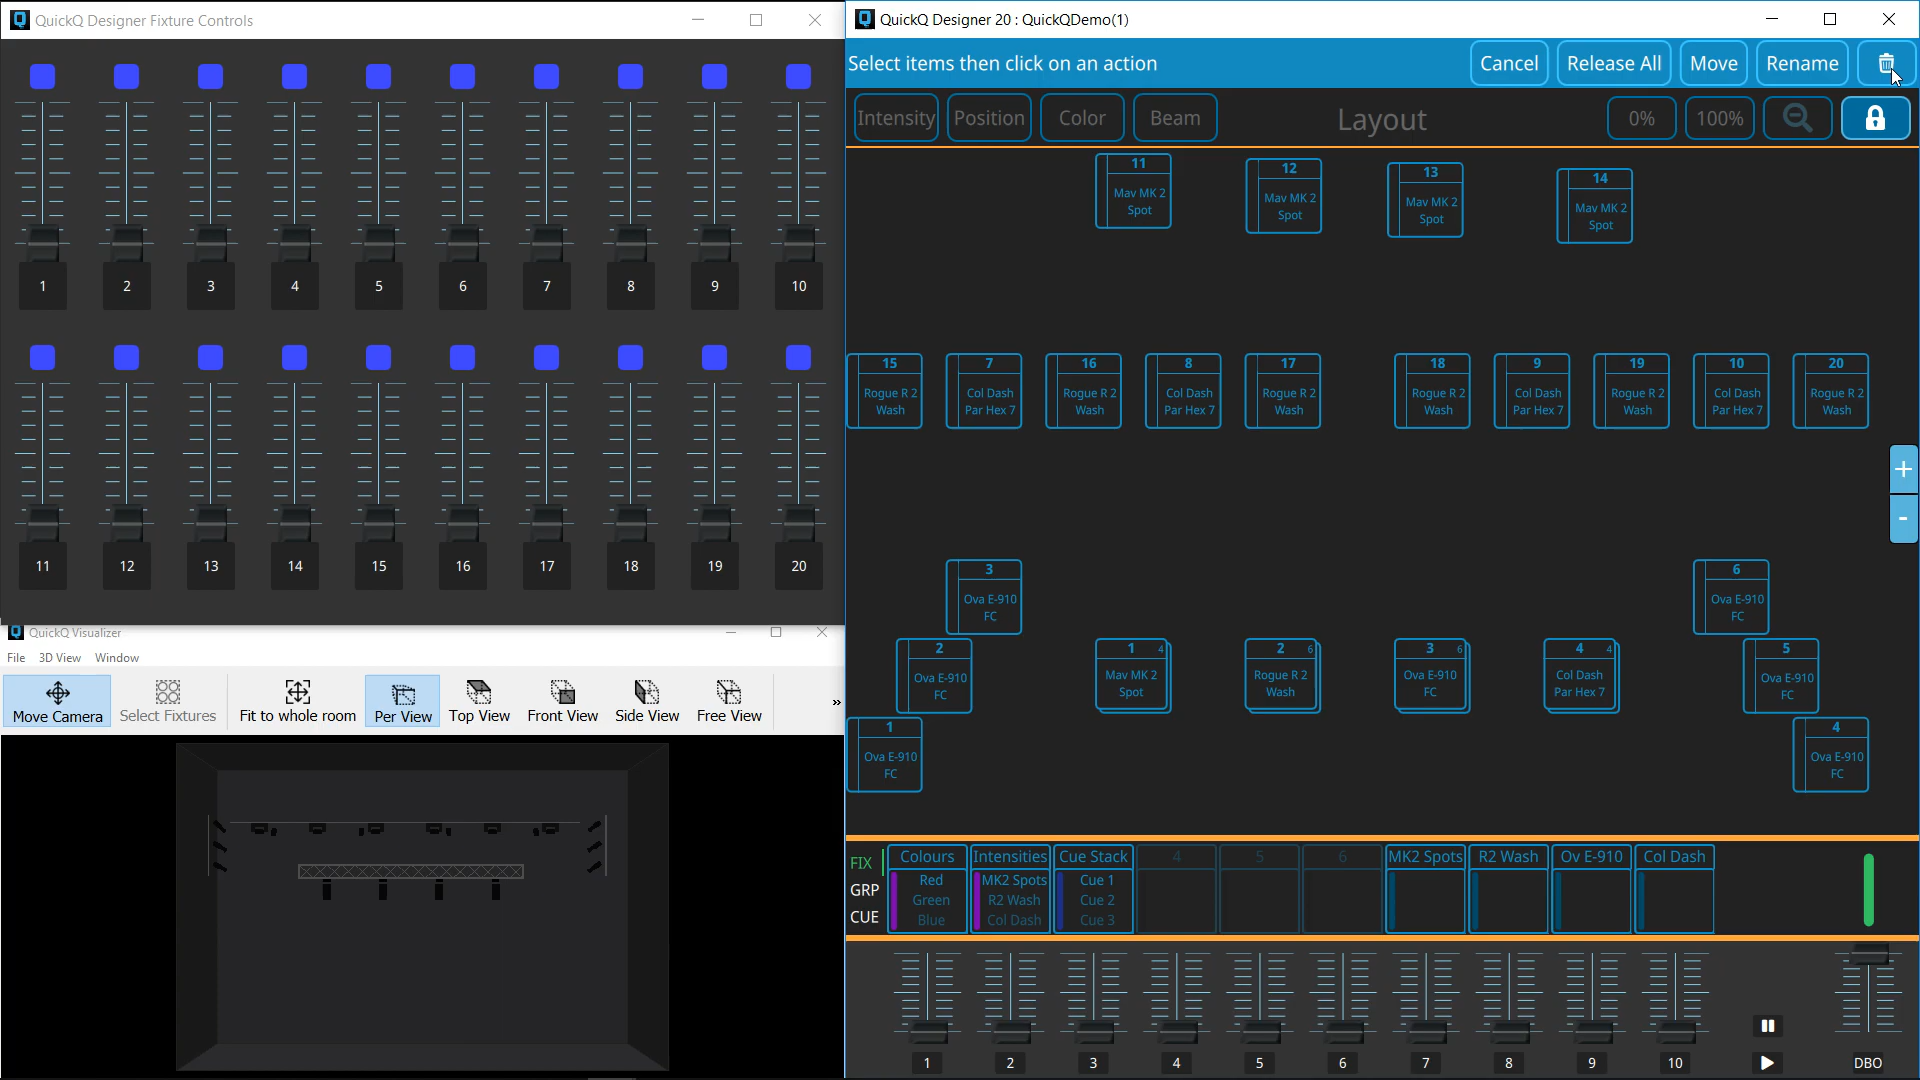 QuickQ Designer Fixture Controls
1 2 3 4 5 6 7 8 9 10
11 12 13 14 15 16 17 18 19 20
QuickQ Visualizer
File 3D View Window
Move Camera Select Fixtures Fit to whole room Per View Top View Front View Side View Free View »
QuickQ Designer 20 : QuickQDemo(1)
Select items then click on an action Cancel Release All Move Rename
Intensity Position Color Beam Layout 0% 100%
11
Mav MK 2
Spot
12
Mav MK 2
Spot
13
Mav MK 2
Spot
14
Mav MK 2
Spot
15
Rogue R 2
Wash
7
Col Dash
Par Hex 7
16
Rogue R 2
Wash
8
Col Dash
Par Hex 7
17
Rogue R 2
Wash
18
Rogue R 2
Wash
9
Col Dash
Par Hex 7
19
Rogue R 2
Wash
10
Col Dash
Par Hex 7
20
Rogue R 2
Wash
+
-
3
Ova E-910
FC
6
Ova E-910
FC
2
Ova E-910
FC
1 4
Mav MK 2
Spot
2 6
Rogue R 2
Wash
3 6
Ova E-910
FC
4 4
Col Dash
Par Hex 7
5
Ova E-910
FC
1
Ova E-910
FC
4
Ova E-910
FC
FIX
GRP
CUE
Colours
Red
Green
Blue
Intensities
MK2 Spots
R2 Wash
Col Dash
Cue Stack
Cue 1
Cue 2
Cue 3
4 5 6 MK2 Spots R2 Wash Ov E-910 Col Dash
1 2 3 4 5 6 7 8 9 10 DBO